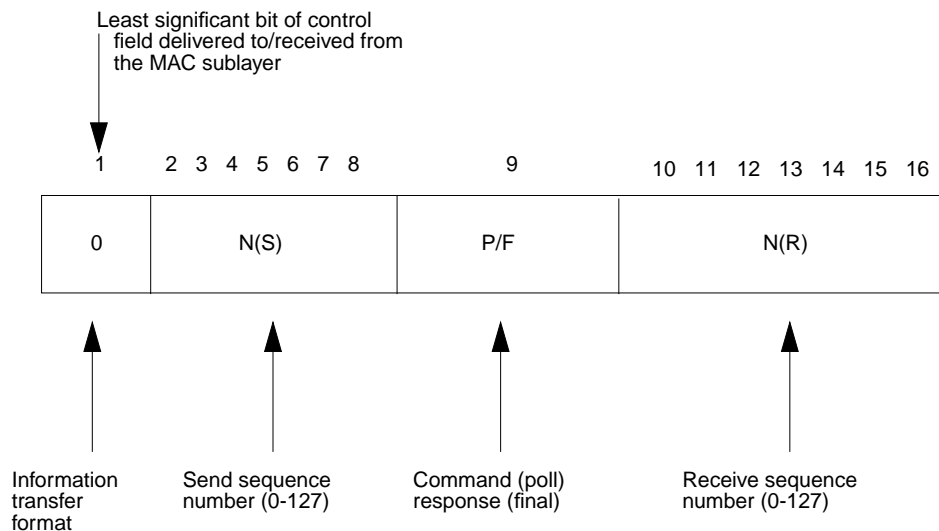 Least significant bit of control
field delivered to/received from
the MAC sublayer
1 2 3 4 5 6 7 8 9 10 11 12 13 14 15 16
0 N(S) P/F N(R)
Information
transfer
format
Send sequence
number (0-127)
Command (poll)
response (final)
Receive sequence
number (0-127)